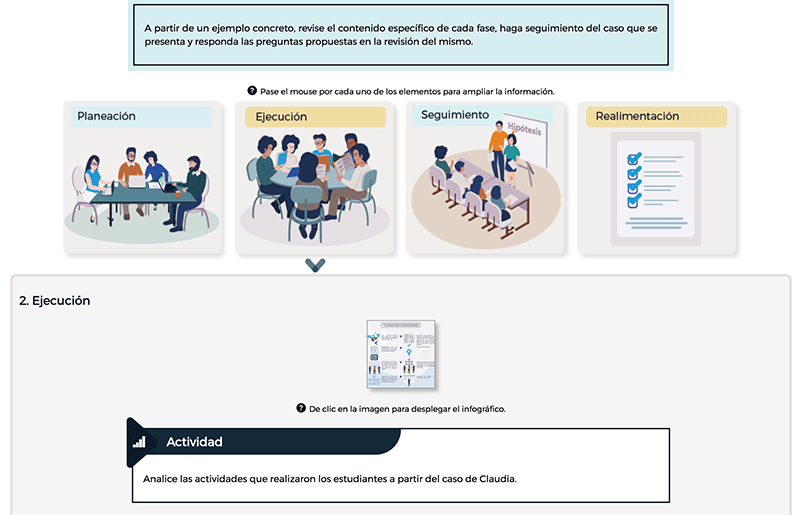 A partir de un ejemplo concreto, revise el contenido específico de cada fase, haga seguimiento del caso que se
presenta y responda las preguntas propuestas en la revisión del mismo.
Pase el mouse por cada uno de los elementos para ampliar la información.
Planeación
Ejecución
Seguimiento
Hipótesis
Realimentación
2. Ejecución
De clic en la imagen para desplegar el infográfico.
Actividad
Analice las actividades que realizaron los estudiantes a partir del caso de Claudia.